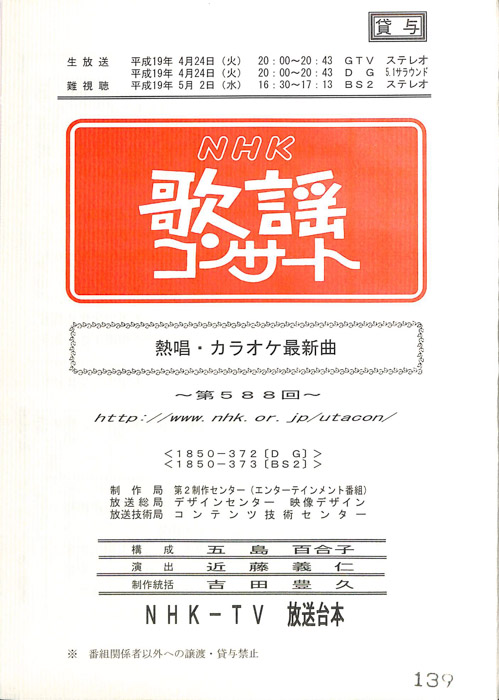 貸与
生放送 平成19年 4月24日（火） 20：00～20：43 GTV ステレオ
平成19年 4月24日（火） 20：00～20：43 D G 5.1サラウンド
難視聴 平成19年 5月 2日（水） 16：30～17：13 BS2 ステレオ
NHK
歌謡
コンサート
熱唱・カラオケ最新曲
～第588回～
http://www.nhk.or.jp/utacon/
＜1850－372［D G］＞
＜1850－373［BS2］＞
制作局 第２制作センター（エンターテインメント番組）
放送総局 デザインセンター 映像デザイン
放送技術局 コンテンツ技術センター
構成 五島 百合子
演出 近藤 義仁
制作統括 吉田 豊久
NHK－TV 放送台本
※ 番組関係者以外への譲渡・貸与禁止
139